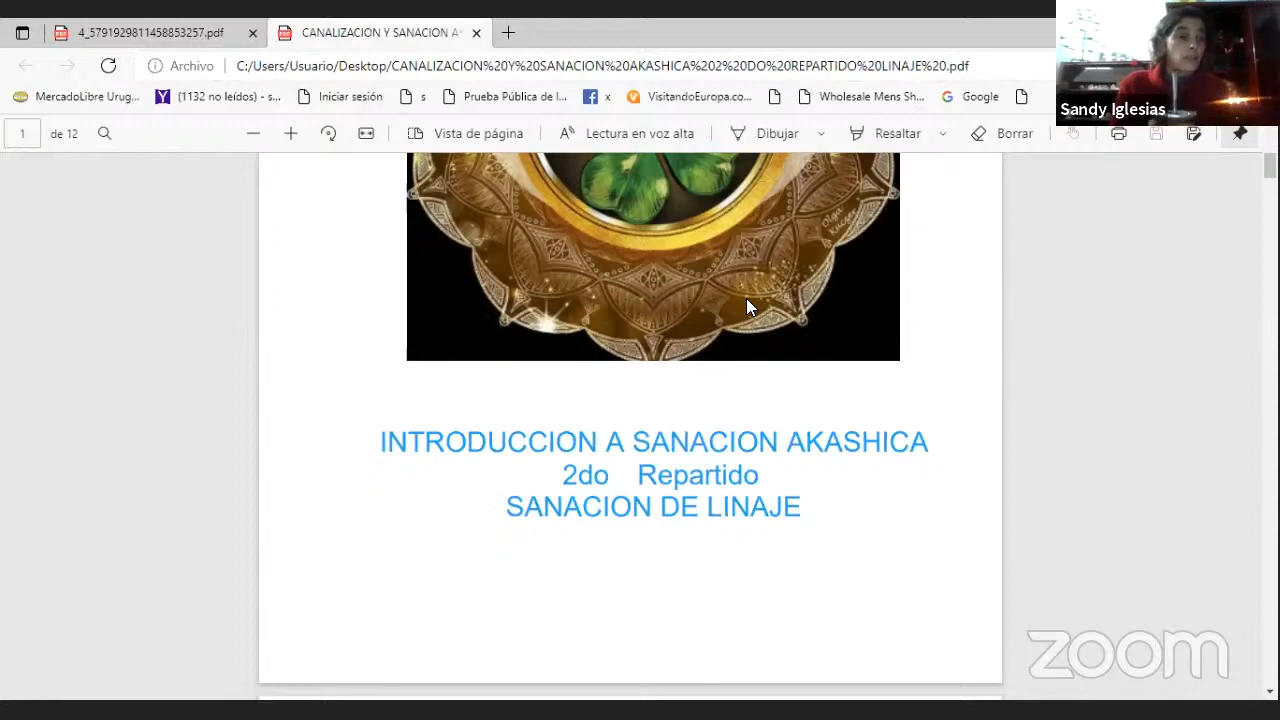 4_5791929811458853257.pdf
CANALIZACION Y SANACION A
Archivo
C:/Users/Usuario/Desktop/CANALIZACION%20Y%20SANACION%20AKASHICA%202%20DO%20REPARTIDO%20LINAJE%20.pdf
MercadoLibre Urug... (1132 no leídos) - s... Iniciar sesión s Prueba Pública de I... x VisitandoEuropa.co... Wholesale Mens Sh... Google
Sandy Iglesias
1 de 12 Vista de página Lectura en voz alta Dibujar Resaltar Borrar
Olga
Kucser
INTRODUCCION A SANACION AKASHICA
2do Repartido
SANACION DE LINAJE
zoom